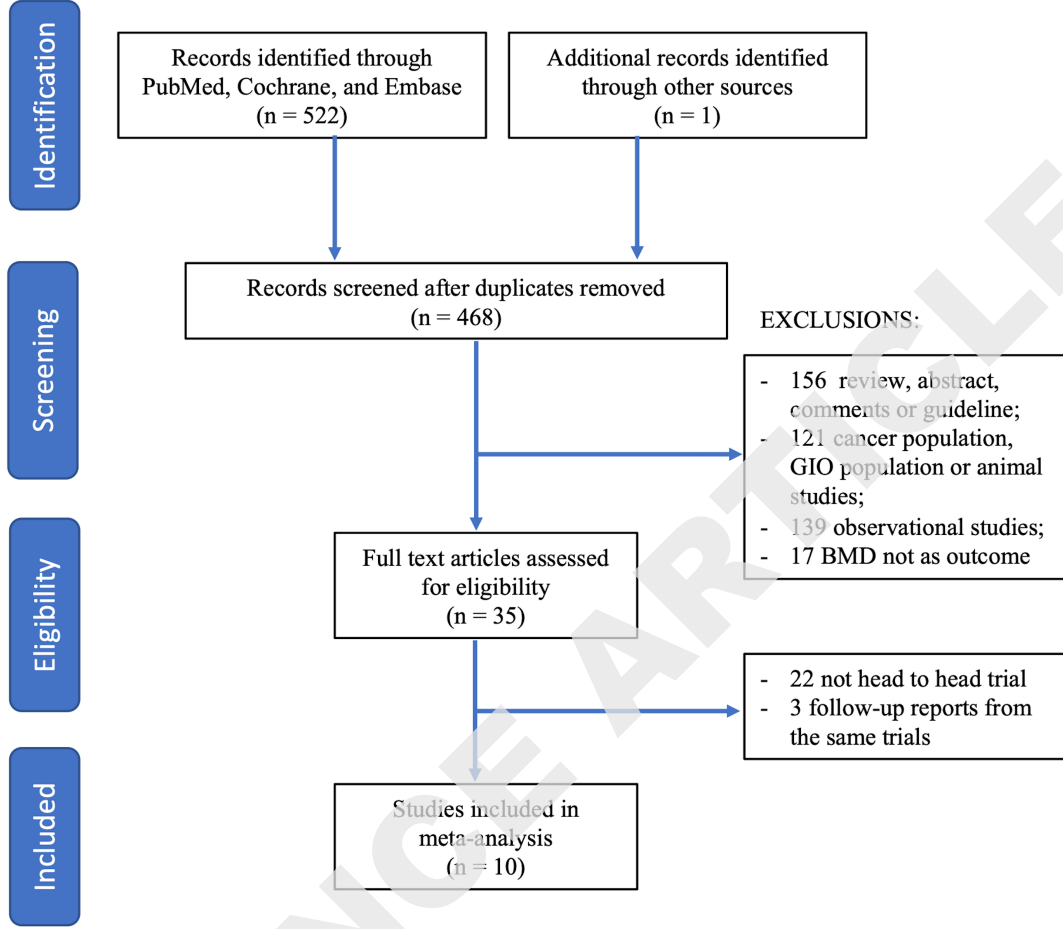 Identification
Records identified through
PubMed, Cochrane, and Embase
(n = 522)
Additional records identified
through other sources
(n = 1)
Screening
Records screened after duplicates removed
(n = 468)
EXCLUSIONS:
- 156 review, abstract,
comments or guideline;
- 121 cancer population,
GIO population or animal
studies;
- 139 observational studies;
- 17 BMD not as outcome
Eligibility
Full text articles assessed
for eligibility
(n = 35)
- 22 not head to head trial
- 3 follow-up reports from
the same trials
Included
Studies included in
meta-analysis
(n = 10)
NCE ARTICLE